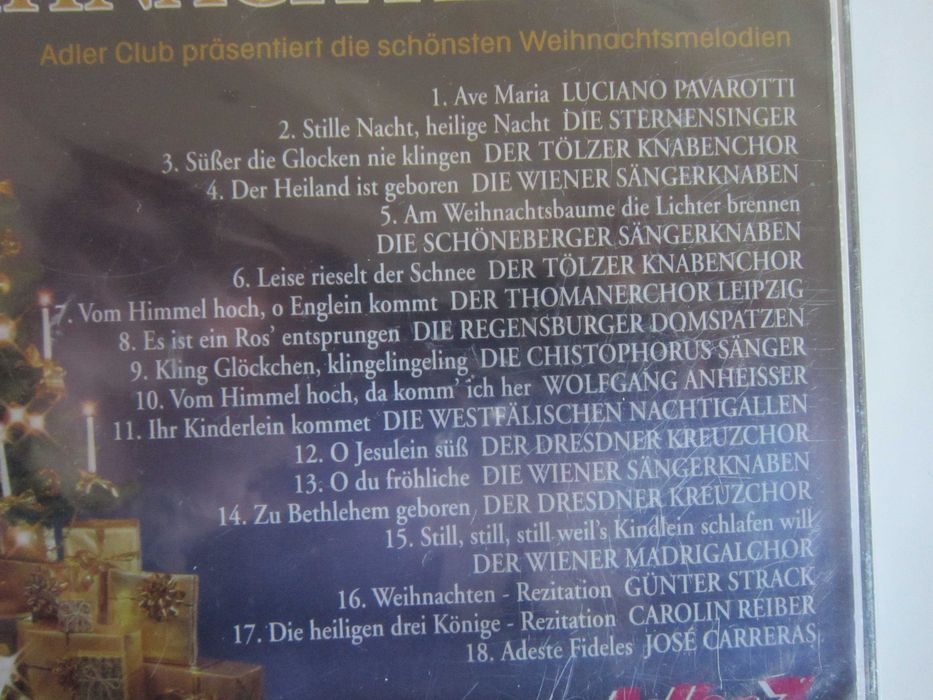 Adler Club präsentiert die schönsten Weihnachtsmelodien
1. Ave Maria LUCIANO PAVAROTTI
2. Stille Nacht, heilige Nacht DIE STERNENSINGER
3. Süßer die Glocken nie klingen DER TÖLZER KNABENCHOR
4. Der Heiland ist geboren DIE WIENER SÄNGERKNABEN
5. Am Weihnachtsbaume die Lichter brennen
DIE SCHÖNEBERGER SÄNGERKNABEN
6. Leise rieselt der Schnee DER TÖLZER KNABENCHOR
7. Vom Himmel hoch, o Englein kommt DER THOMANERCHOR LEIPZIG
8. Es ist ein Ros' entsprungen DIE REGENSBURGER DOMSPATZEN
9. Kling Glöckchen, klingelingeling DIE CHISTOPHORUS SÄNGER
10. Vom Himmel hoch, da komm' ich her WOLFGANG ANHEISSER
11. Ihr Kinderlein kommet DIE WESTFÄLISCHEN NACHTIGALLEN
12. O Jesulein süß DER DRESDNER KREUZCHOR
13. O du fröhliche DIE WIENER SÄNGERKNABEN
14. Zu Bethlehem geboren DER DRESDNER KREUZCHOR
15. Still, still, still weil's Kindlein schlafen will
DER WIENER MADRIGALCHOR
16. Weihnachten - Rezitation GÜNTER STRACK
17. Die heiligen drei Könige - Rezitation CAROLIN REIBER
18. Adeste Fideles JOSÉ CARRERAS